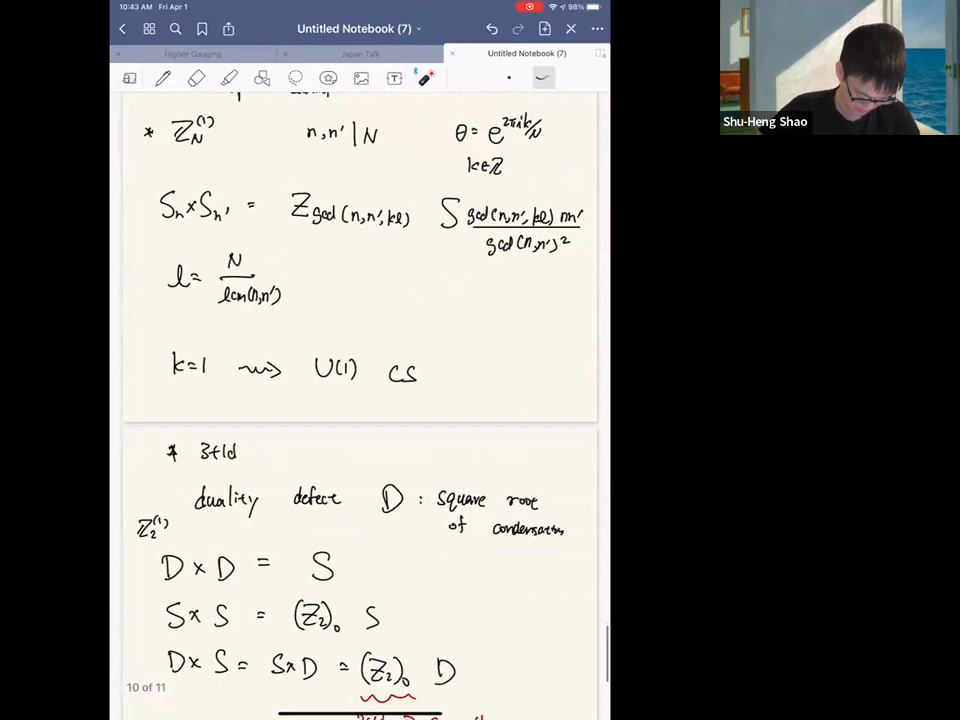 10:43 AM Fri Apr 1
98%
Untitled Notebook (7)
Higher Gauging
Japan Talk
Untitled Notebook (7)
Shu-Heng Shao
* Z_N^(1) n, n' | N θ = e^{2πik/N}
k∈Z
S_n × S_n' = Z_gcd(n,n',kl) S_{gcd(n,n',kl) nn' / gcd(n,n')^2}
l = N / lcm(n,n')
k=1 ⇝ U(1) CS
* 3+1d
duality defect D : square root
of condensation
Z_2^(1)
D × D = S
S × S = (Z_2)_0 S
D × S = S × D = (Z_2)_0 D
10 of 11